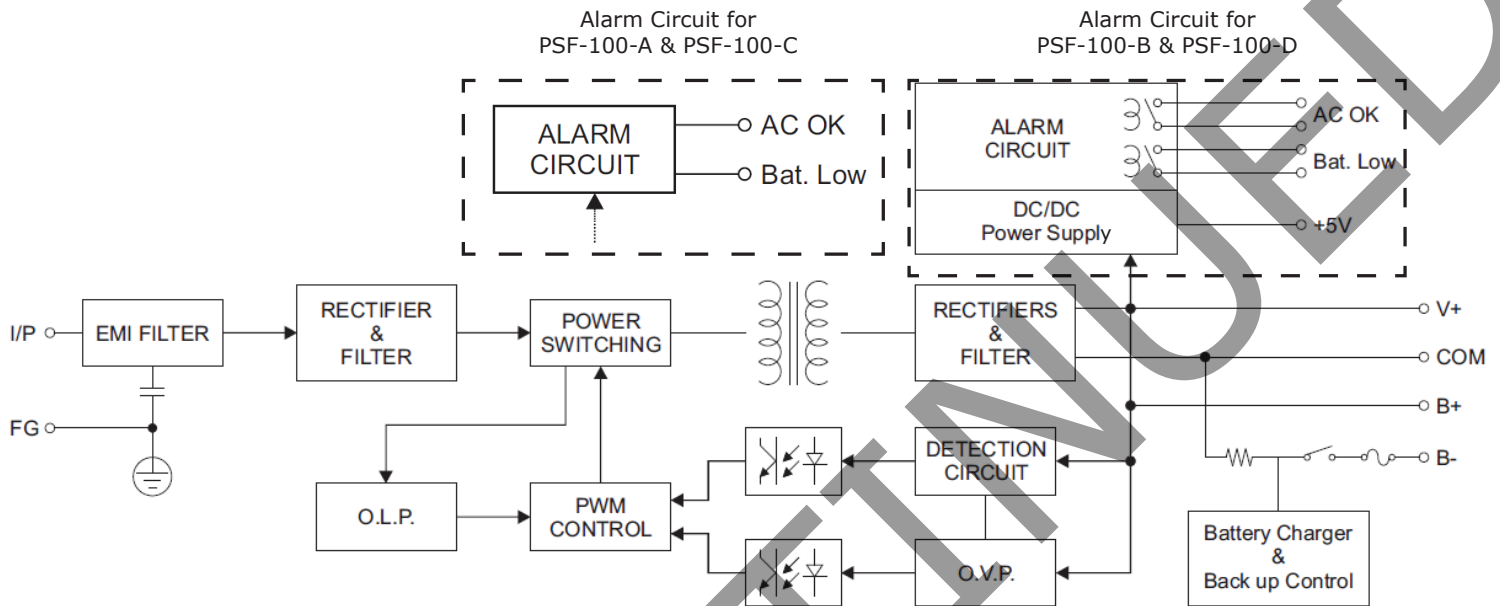 Alarm Circuit for
PSF-100-A & PSF-100-C
Alarm Circuit for
PSF-100-B & PSF-100-D
ALARM
CIRCUIT
AC OK
Bat. Low
ALARM
CIRCUIT
AC OK
Bat. Low
DC/DC
Power Supply
+5V
I/P
EMI FILTER
RECTIFIER
&
FILTER
POWER
SWITCHING
RECTIFIERS
&
FILTER
V+
COM
B+
B-
FG
O.L.P.
PWM
CONTROL
DETECTION
CIRCUIT
O.V.P.
Battery Charger
&
Back up Control
TINUED